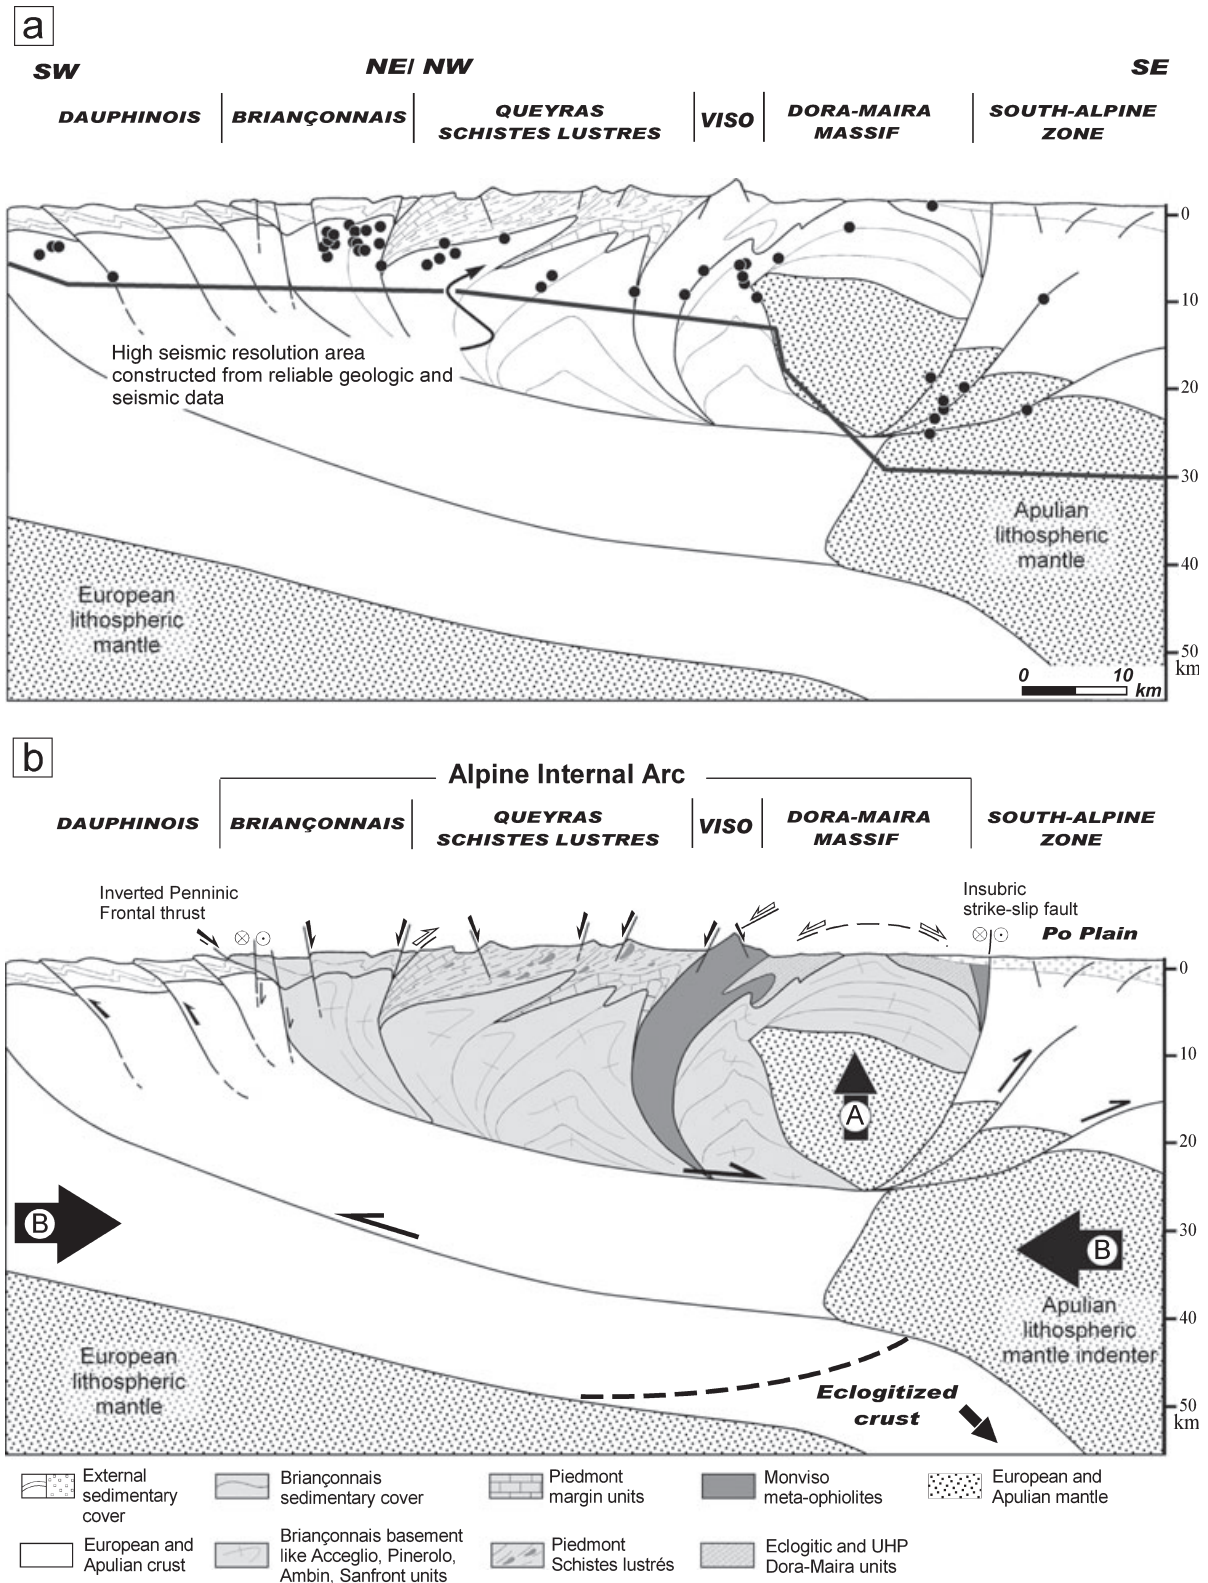 a
SW
NE/ NW
SE
DAUPHINOIS
BRIANÇONNAIS
QUEYRAS
SCHISTES LUSTRES
VISO
DORA-MAIRA
MASSIF
SOUTH-ALPINE
ZONE
0
10
20
30
40
50
km
High seismic resolution area
constructed from reliable geologic and
seismic data
Apulian
lithospheric
mantle
European
lithospheric
mantle
0 10
km
b
Alpine Internal Arc
DAUPHINOIS
BRIANÇONNAIS
QUEYRAS
SCHISTES LUSTRES
VISO
DORA-MAIRA
MASSIF
SOUTH-ALPINE
ZONE
Inverted Penninic
Frontal thrust
Insubric
strike-slip fault
Po Plain
0
10
20
30
40
50
km
A
B
B
Apulian
lithospheric
mantle indenter
European
lithospheric
mantle
Eclogitized
crust
External
sedimentary
cover
Briançonnais
sedimentary cover
Piedmont
margin units
Monviso
meta-ophiolites
European and
Apulian mantle
European and
Apulian crust
Briançonnais basement
like Acceglio, Pinerolo,
Ambin, Sanfront units
Piedmont
Schistes lustrés
Eclogitic and UHP
Dora-Maira units